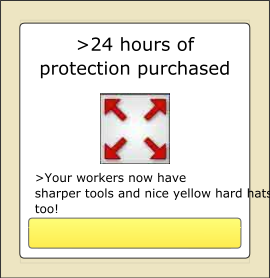 >24 hours of
protection purchased
>Your workers now have
sharper tools and nice yellow hard hats
too!